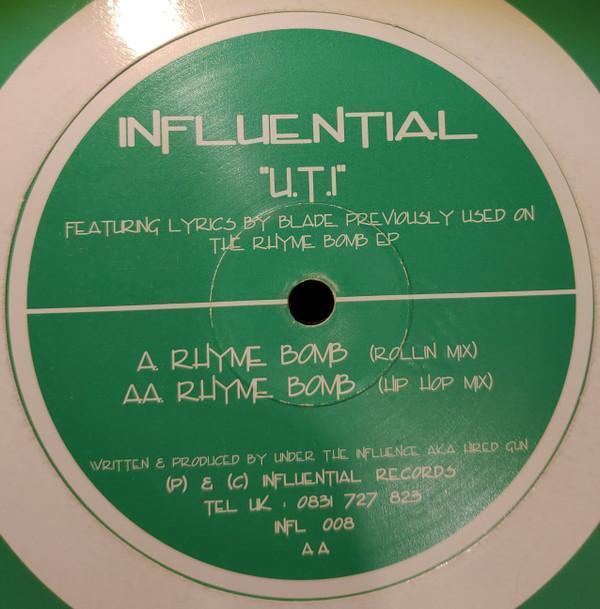 INFLUENTIAL
"U.T.I"
FEATURING LYRICS BY BLADE PREVIOUSLY USED ON
THE RHYME BOMB EP
A. RHYME BOMB (ROLLIN MIX)
AA. RHYME BOMB (HIP HOP MIX)
WRITTEN & PRODUCED BY UNDER THE INFLUENCE AKA HIRED GUN
(P) & (C) INFLUENTIAL RECORDS
TEL UK : 0831 727 823
INFL 008
AA